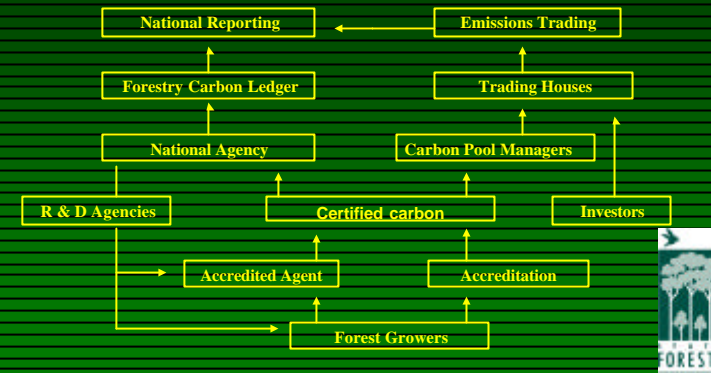 National Reporting
Emissions Trading
Forestry Carbon Ledger
Trading Houses
National Agency
Carbon Pool Managers
R & D Agencies
Certified carbon
Investors
Accredited Agent
Accreditation
Forest Growers
STATE
FOREST